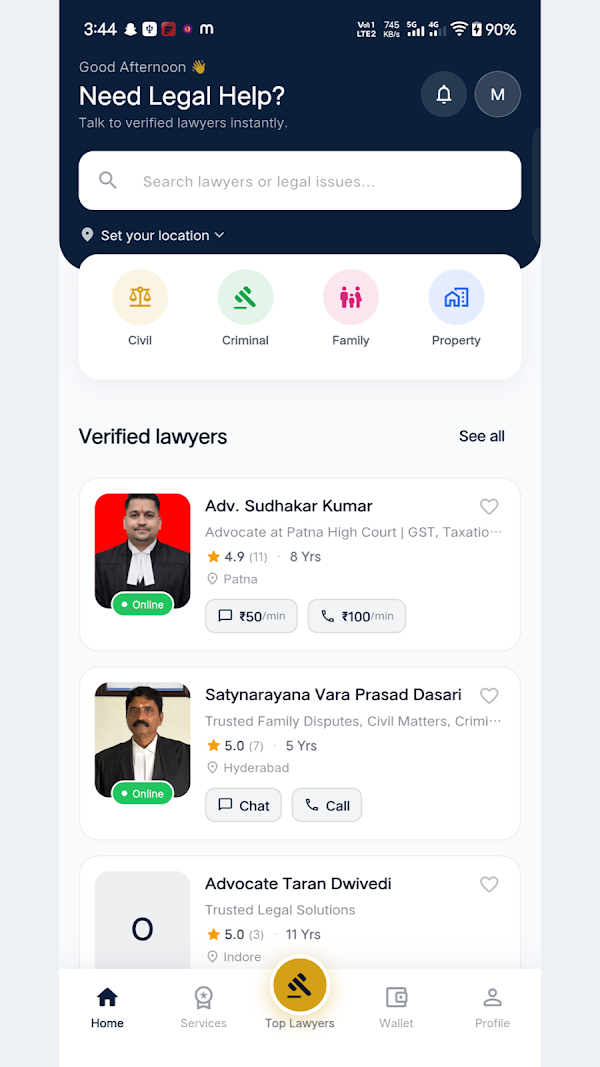 3:44 m Vo1 LTE2 745 KB/s 5G 4G 90%
Good Afternoon 👋
Need Legal Help?
M
Talk to verified lawyers instantly.
Search lawyers or legal issues...
Set your location
Civil Criminal Family Property
Verified lawyers See all
Adv. Sudhakar Kumar
Advocate at Patna High Court | GST, Taxatio...
4.9 (11) · 8 Yrs
Patna
Online
₹50/min ₹100/min
Satynarayana Vara Prasad Dasari
Trusted Family Disputes, Civil Matters, Crimi...
5.0 (7) · 5 Yrs
Hyderabad
Online
Chat Call
O
Advocate Taran Dwivedi
Trusted Legal Solutions
5.0 (3) · 11 Yrs
Indore
Home Services Top Lawyers Wallet Profile